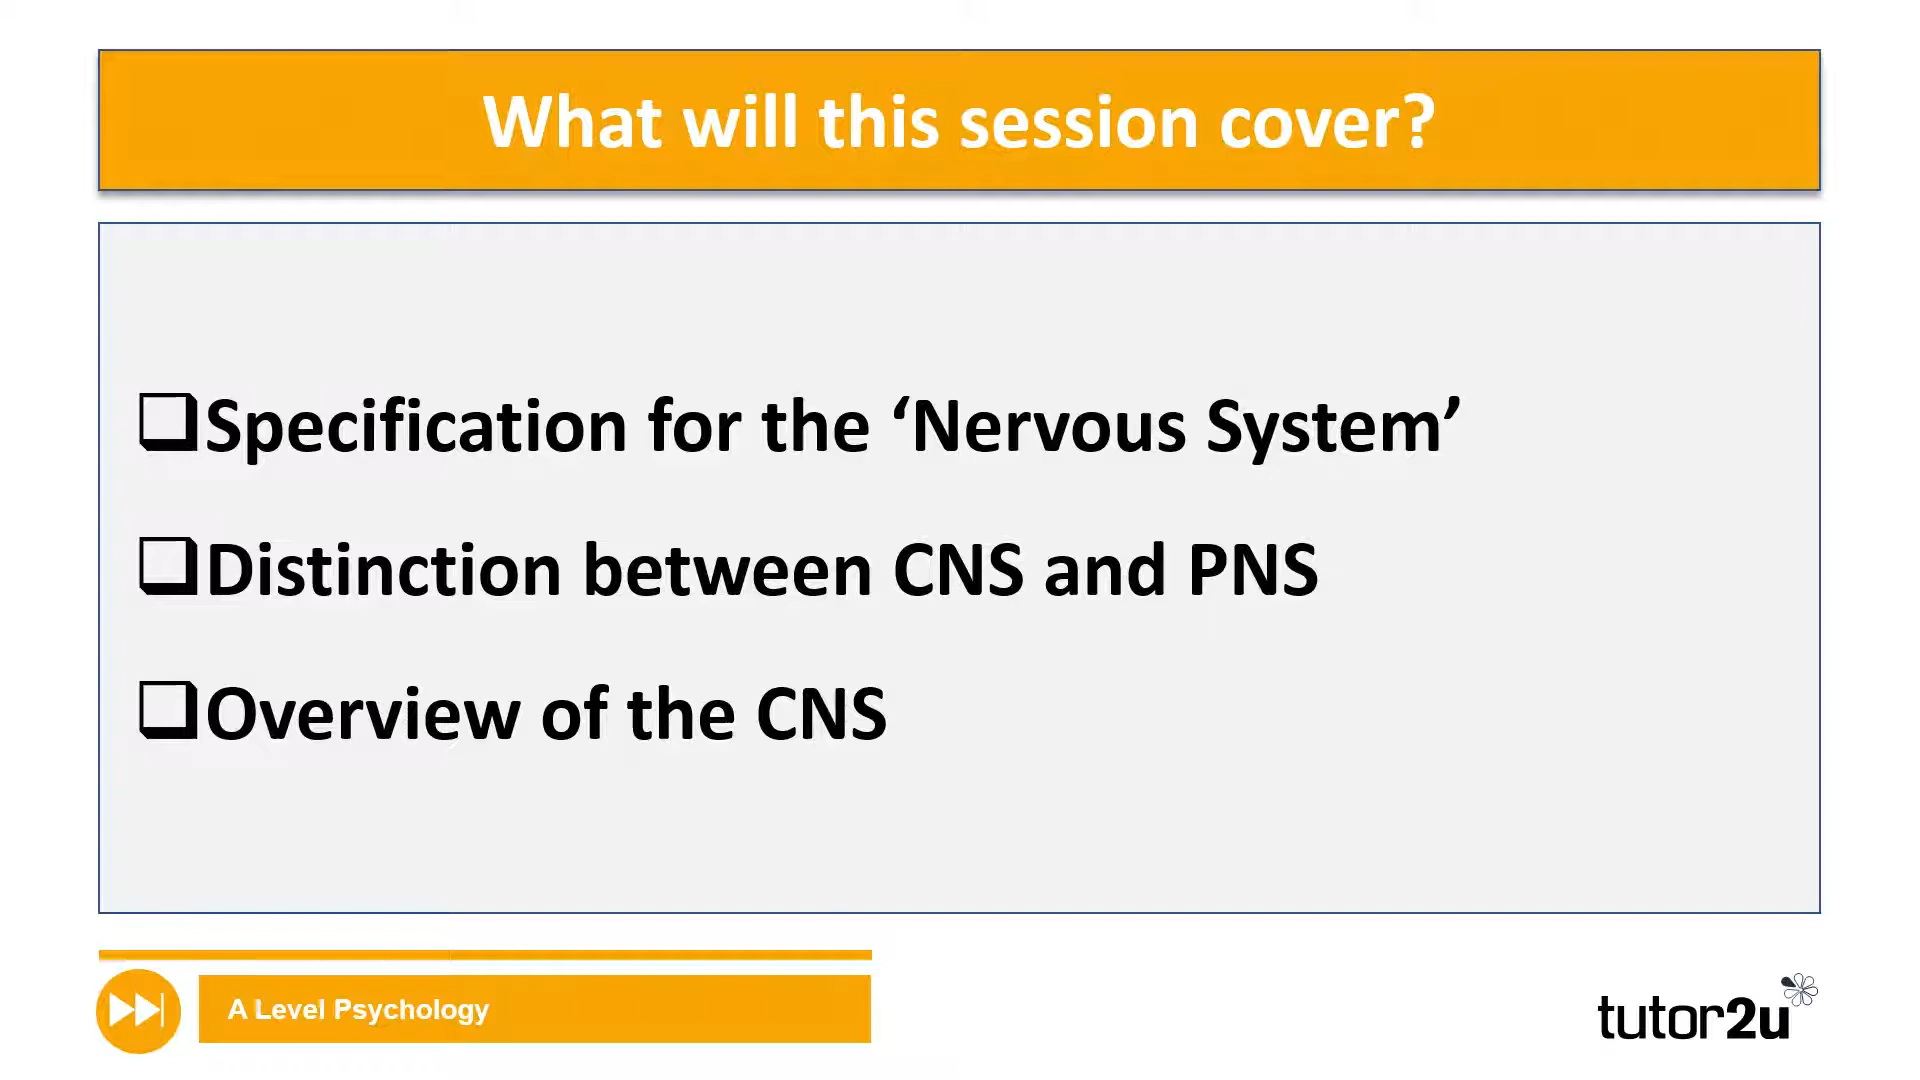 What will this session cover?
❑Specification for the ‘Nervous System’
❑Distinction between CNS and PNS
❑Overview of the CNS
A Level Psychology
tutor2u